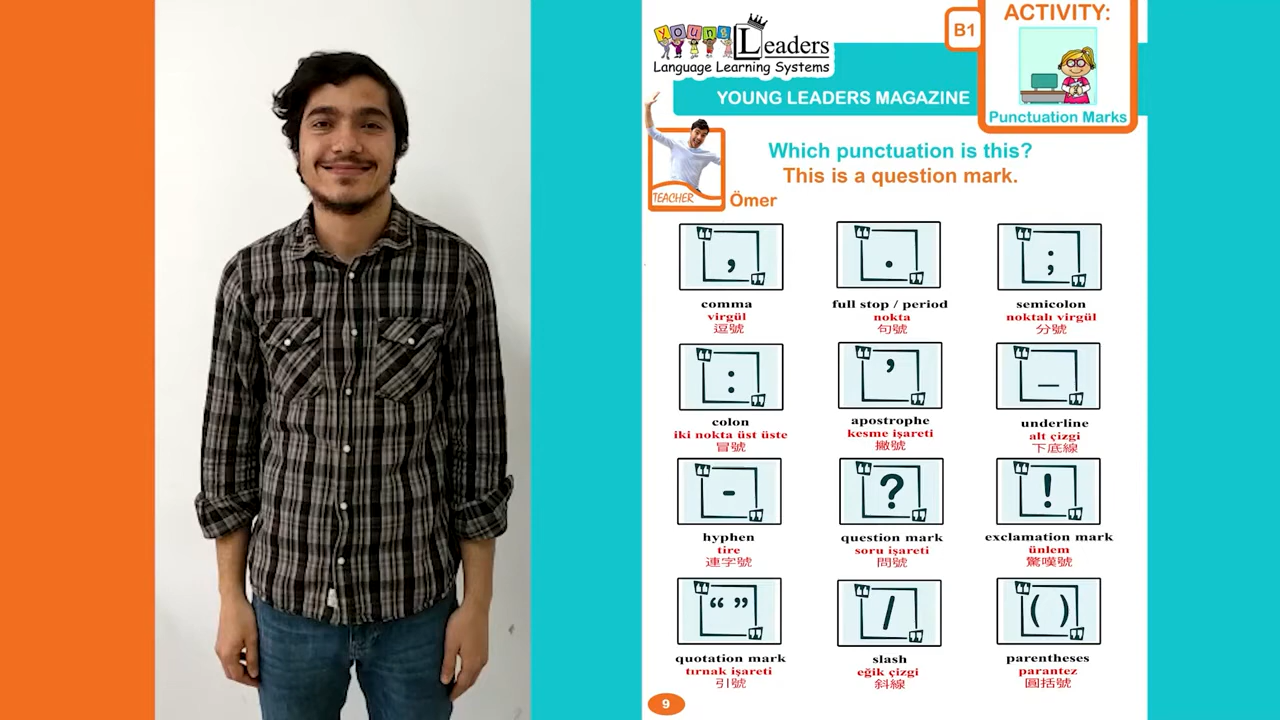 Young Leaders
Language Learning Systems
YOUNG LEADERS MAGAZINE
B1
ACTIVITY:
Punctuation Marks
TEACHER
Ömer
Which punctuation is this?
This is a question mark.
, . ;
comma full stop / period semicolon
virgül nokta noktalı virgül
逗號 句號 分號
: ’ _
colon apostrophe underline
iki nokta üst üste kesme işareti alt çizgi
冒號 撇號 下底線
- ? !
hyphen question mark exclamation mark
tire soru işareti ünlem
連字號 問號 驚嘆號
“ ” / ( )
quotation mark slash parentheses
tırnak işareti eğik çizgi parantez
引號 斜線 圓括號
9